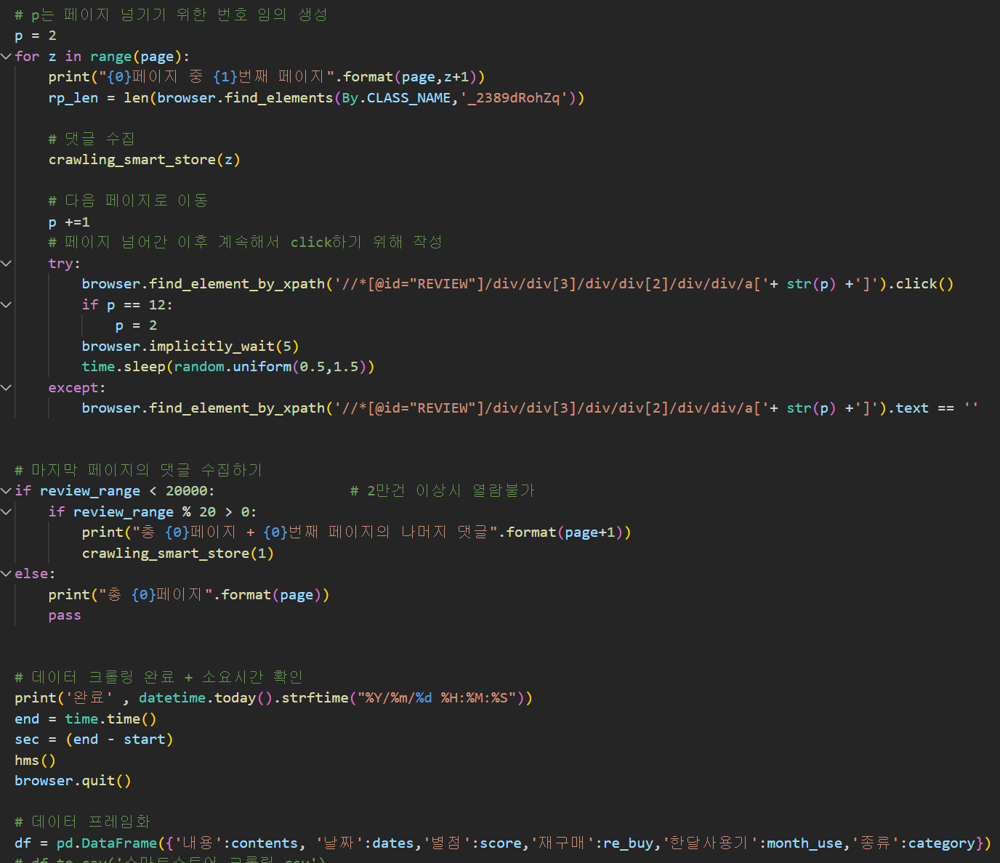 # p는 페이지 넘기기 위한 번호 임의 생성
p = 2
for z in range(page):
    print("{0}페이지 중 {1}번째 페이지".format(page,z+1))
    rp_len = len(browser.find_elements(By.CLASS_NAME,'_2389dRohZq'))
    # 댓글 수집
    crawling_smart_store(z)
    # 다음 페이지로 이동
    p +=1
    # 페이지 넘어간 이후 계속해서 click하기 위해 작성
    try:
        browser.find_element_by_xpath('//*[@id="REVIEW"]/div/div[3]/div/div[2]/div/div/a['+ str(p) +']').click()
        if p == 12:
            p = 2
        browser.implicitly_wait(5)
        time.sleep(random.uniform(0.5,1.5))
    except:
        browser.find_element_by_xpath('//*[@id="REVIEW"]/div/div[3]/div/div[2]/div/div/a['+ str(p) +']').text == ''
# 마지막 페이지의 댓글 수집하기
if review_range < 20000:                # 2만건 이상시 열람불가
    if review_range % 20 > 0:
        print("총 {0}페이지 + {0}번째 페이지의 나머지 댓글".format(page+1))
        crawling_smart_store(1)
else:
    print("총 {0}페이지".format(page))
    pass
# 데이터 크롤링 완료 + 소요시간 확인
print('완료' , datetime.today().strftime("%Y/%m/%d %H:%M:%S"))
end = time.time()
sec = (end - start)
hms()
browser.quit()
# 데이터 프레임화
df = pd.DataFrame({'내용':contents, '날짜':dates,'별점':score,'재구매':re_buy,'한달사용기':month_use,'종류':category})
# df.to_csv('스마트스토어 크롤링.csv')